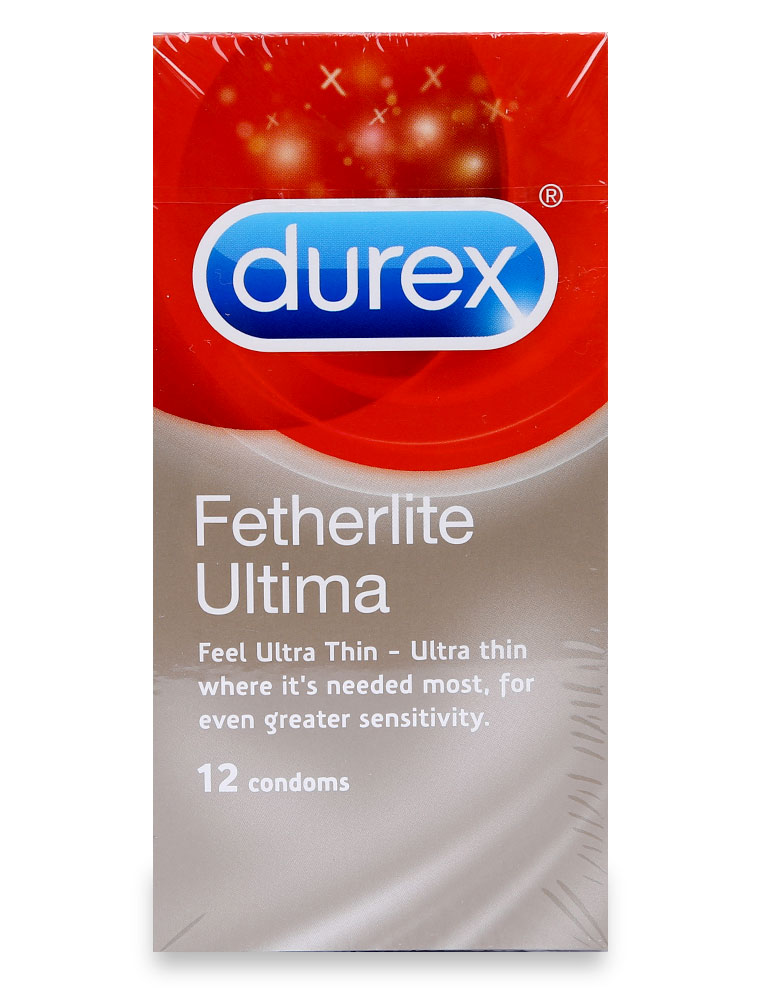 ®
durex
Fetherlite
Ultima
Feel Ultra Thin - Ultra thin
where it's needed most, for
even greater sensitivity.
12 condoms